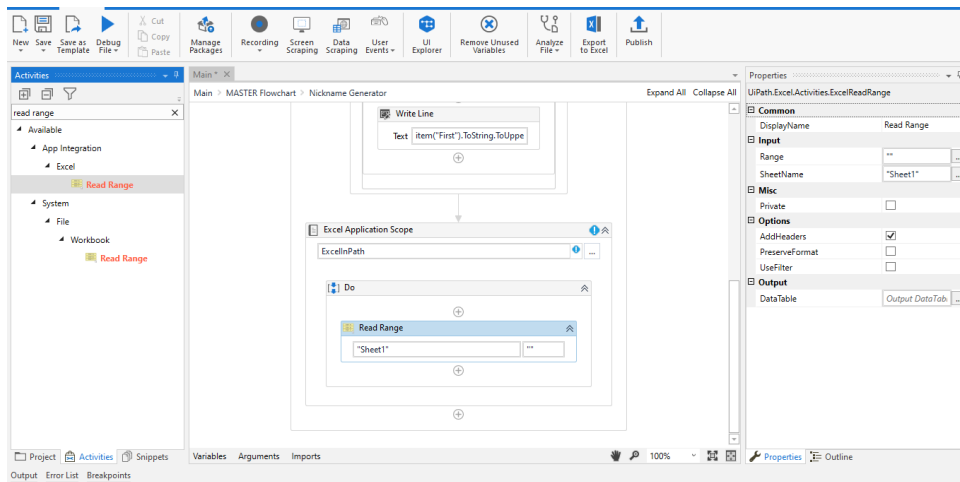 New Save Save as Template Debug File Cut Copy Paste Manage Packages Recording Screen Scraping Data Scraping User Events UI Explorer Remove Unused Variables Analyze File Export to Excel Publish
Activities
read range
Available
App Integration
Excel
Read Range
System
File
Workbook
Read Range
Project Activities Snippets
Main *
Main > MASTER Flowchart > Nickname Generator Expand All Collapse All
Write Line
Text item("First").ToString.ToUppe
Excel Application Scope
ExcelInPath ...
Do
Read Range
"Sheet1" ""
Variables Arguments Imports 100%
Properties
UiPath.Excel.Activities.ExcelReadRange
Common
DisplayName Read Range
Input
Range "" ...
SheetName "Sheet1" ...
Misc
Private
Options
AddHeaders
PreserveFormat
UseFilter
Output
DataTable Output DataTab ...
Properties Outline
Output Error List Breakpoints